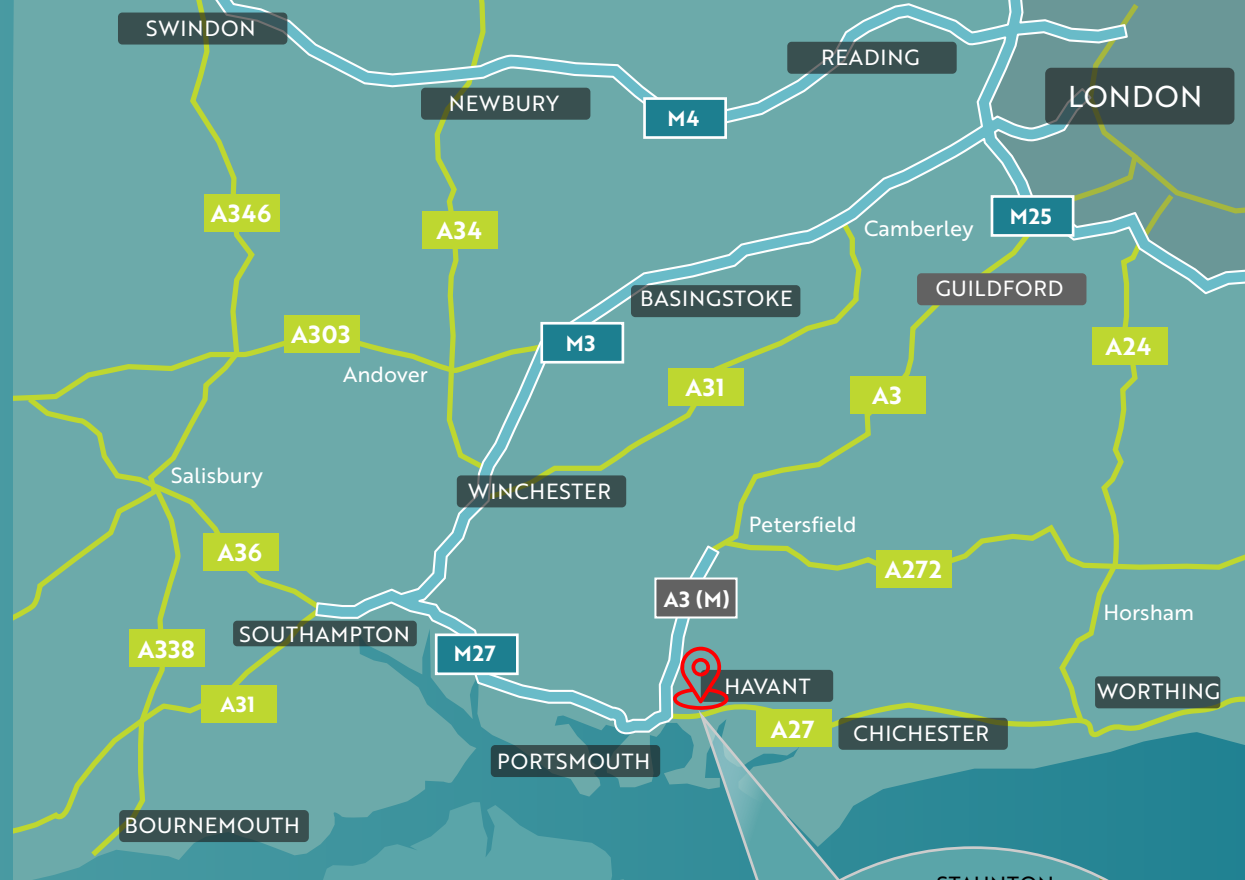 SWINDON
READING
LONDON
NEWBURY
M4
A346
A34
Camberley
M25
BASINGSTOKE
GUILDFORD
A303
M3
A24
Andover
A31
A3
Salisbury
WINCHESTER
Petersfield
A36
A272
A3 (M)
Horsham
SOUTHAMPTON
A338
M27
HAVANT
WORTHING
A31
A27
CHICHESTER
PORTSMOUTH
BOURNEMOUTH
STAUNTON